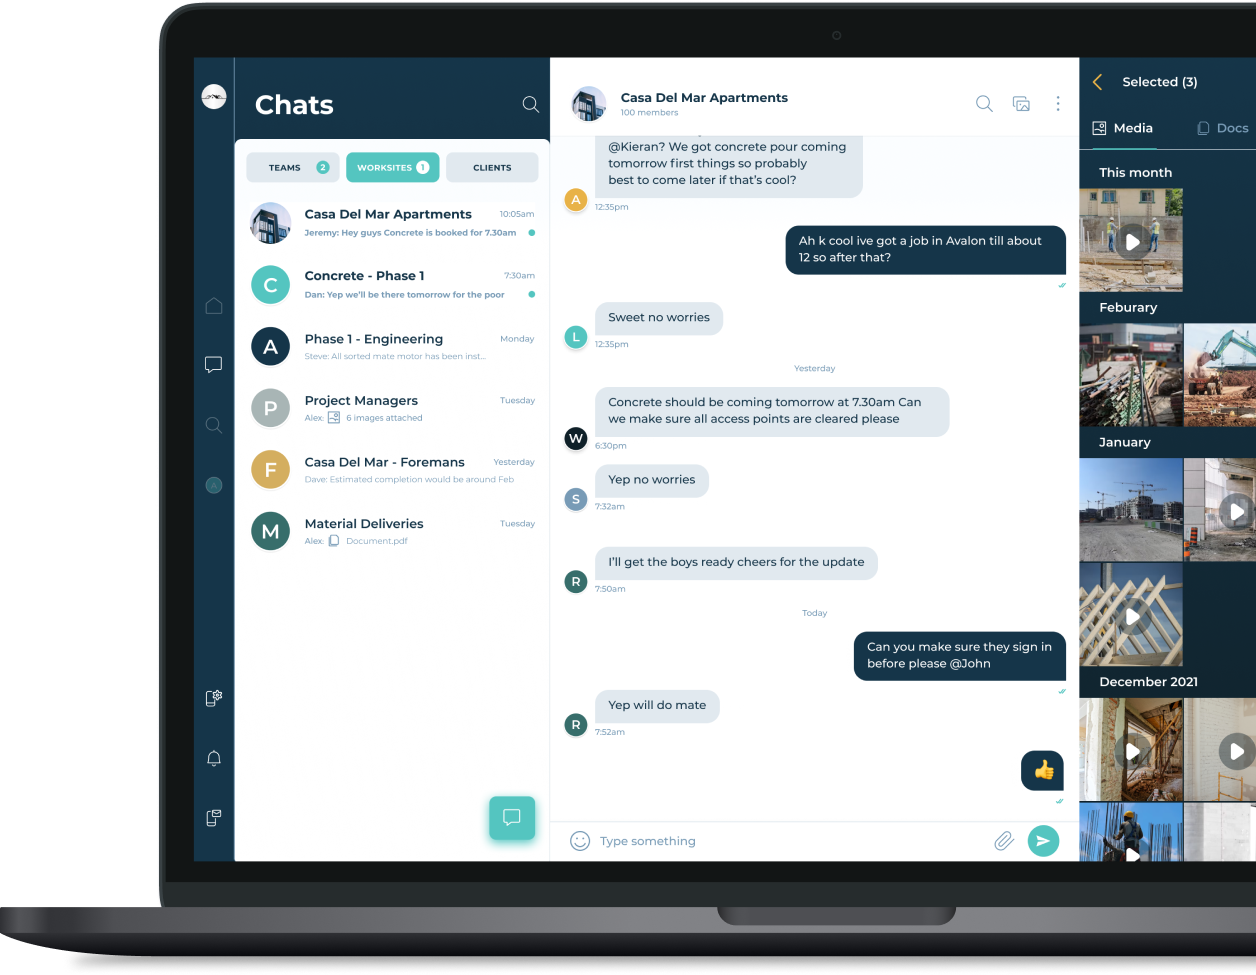 Chats
TEAMS 2
WORKSITES 1
CLIENTS
Casa Del Mar Apartments 10:05am
Jeremy: Hey guys Concrete is booked for 7.30am
C
Concrete - Phase 1 7:30am
Dan: Yep we'll be there tomorrow for the poor
A
Phase 1 - Engineering Monday
Steve: All sorted mate motor has been inst...
P
Project Managers Tuesday
Alex: 6 images attached
F
Casa Del Mar - Foremans Yesterday
Dave: Estimated completion would be around Feb
M
Material Deliveries Tuesday
Alex: Document.pdf
A
Casa Del Mar Apartments
100 members
@Kieran? We got concrete pour coming
tomorrow first things so probably
best to come later if that's cool?
A
12:35pm
Ah k cool ive got a job in Avalon till about
12 so after that?
Sweet no worries
L
12:35pm
Yesterday
Concrete should be coming tomorrow at 7.30am Can
we make sure all access points are cleared please
W
6:30pm
Yep no worries
S
7:32am
I'll get the boys ready cheers for the update
R
7:50am
Today
Can you make sure they sign in
before please @John
Yep will do mate
R
7:52am
👍
Type something
Selected (3)
Media
Docs
This month
Feburary
January
December 2021